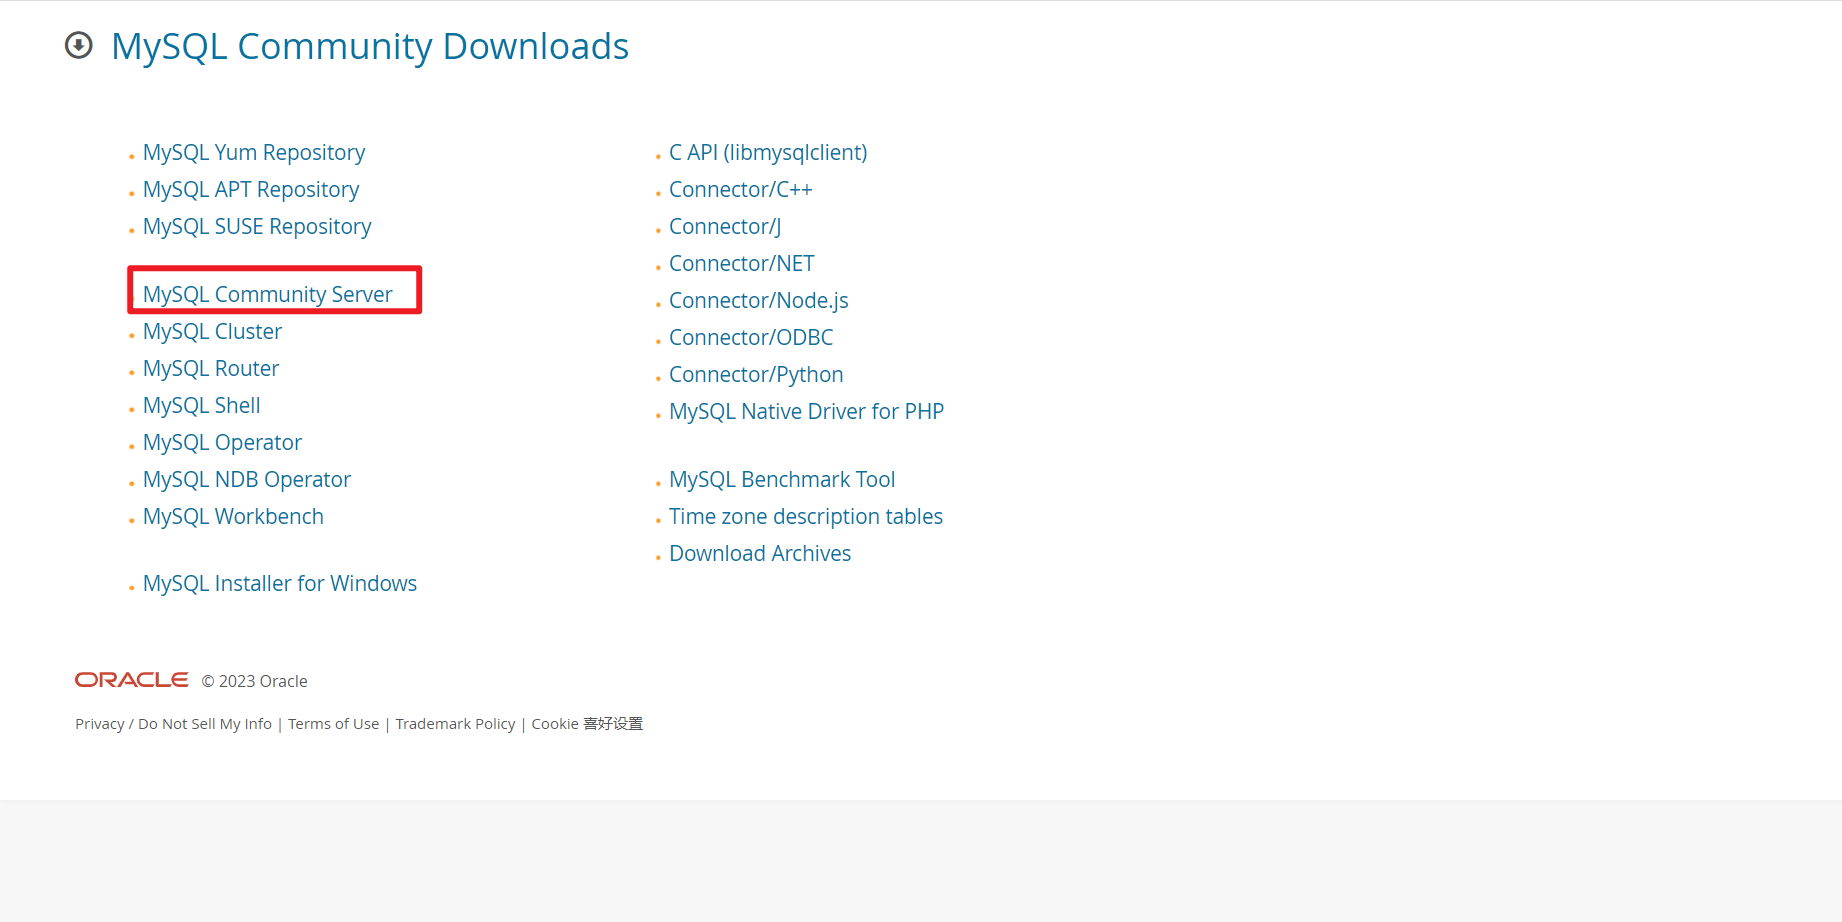 MySQL Community Downloads
MySQL Yum Repository
MySQL APT Repository
MySQL SUSE Repository
MySQL Community Server
MySQL Cluster
MySQL Router
MySQL Shell
MySQL Operator
MySQL NDB Operator
MySQL Workbench
MySQL Installer for Windows
C API (libmysqlclient)
Connector/C++
Connector/J
Connector/NET
Connector/Node.js
Connector/ODBC
Connector/Python
MySQL Native Driver for PHP
MySQL Benchmark Tool
Time zone description tables
Download Archives
ORACLE © 2023 Oracle
Privacy / Do Not Sell My Info | Terms of Use | Trademark Policy | Cookie 喜好设置